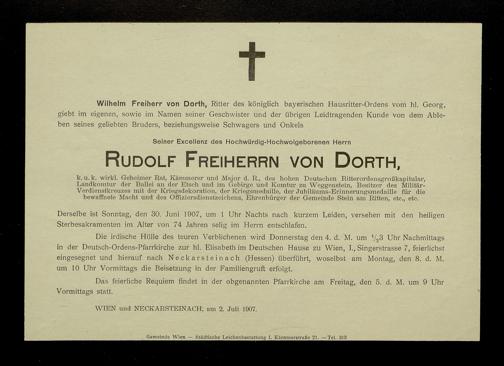 Wilhelm Freiherr von Dorth, Ritter des königlich bayerischen Hausritter-Ordens vom hl. Georg,
giebt im eigenen, sowie im Namen seiner Geschwister und der übrigen Leidtragenden Kunde von dem Able-
ben seines geliebten Bruders, beziehungsweise Schwagers und Onkels
Seiner Excellenz des Hochwürdig-Hochwolgeborenen Herrn
RUDOLF FREIHERRN VON DORTH,
k. u. k. wirkl. Geheimer Rat, Kämmerer und Major d. R., des hohen Deutschen Ritterordens Großkapitular,
Landkomtur der Ballei an der Etsch und im Gebirge und Komtur zu Weggenstein, Besitzer des Militär-
Verdienstkreuzes mit der Kriegsdekoration, der Kriegsmedaille, der Jubiläums-Erinnerungsmedaille für die
bewaffnete Macht und des Offiziersdienstzeichens, Ehrenbürger der Gemeinde Stein am Ritten, etc., etc.
Derselbe ist Sonntag, den 30. Juni 1907, um 1 Uhr Nachts nach kurzem Leiden, versehen mit den heiligen
Sterbesakramenten im Alter von 74 Jahren selig im Herrn entschlafen.
Die irdische Hülle des teuren Verblichenen wird Donnerstag den 4. d. M. um ½3 Uhr Nachmittags
in der Deutsch-Ordens-Pfarrkirche zur hl. Elisabeth im Deutschen Hause zu Wien, I., Singerstrasse 7, feierlichst
eingesegnet und hierauf nach Neckarsteinach (Hessen) überführt, woselbst am Montag, den 8. d. M.
um 10 Uhr Vormittags die Beisetzung in der Familiengruft erfolgt.
Das feierliche Requiem findet in der obgenannten Pfarrkirche am Freitag, den 5. d. M. um 9 Uhr
Vormittags statt.
WIEN und NECKARSTEINACH, am 2. Juli 1907.
Gemeinde Wien — Städtische Leichenbestattung I.